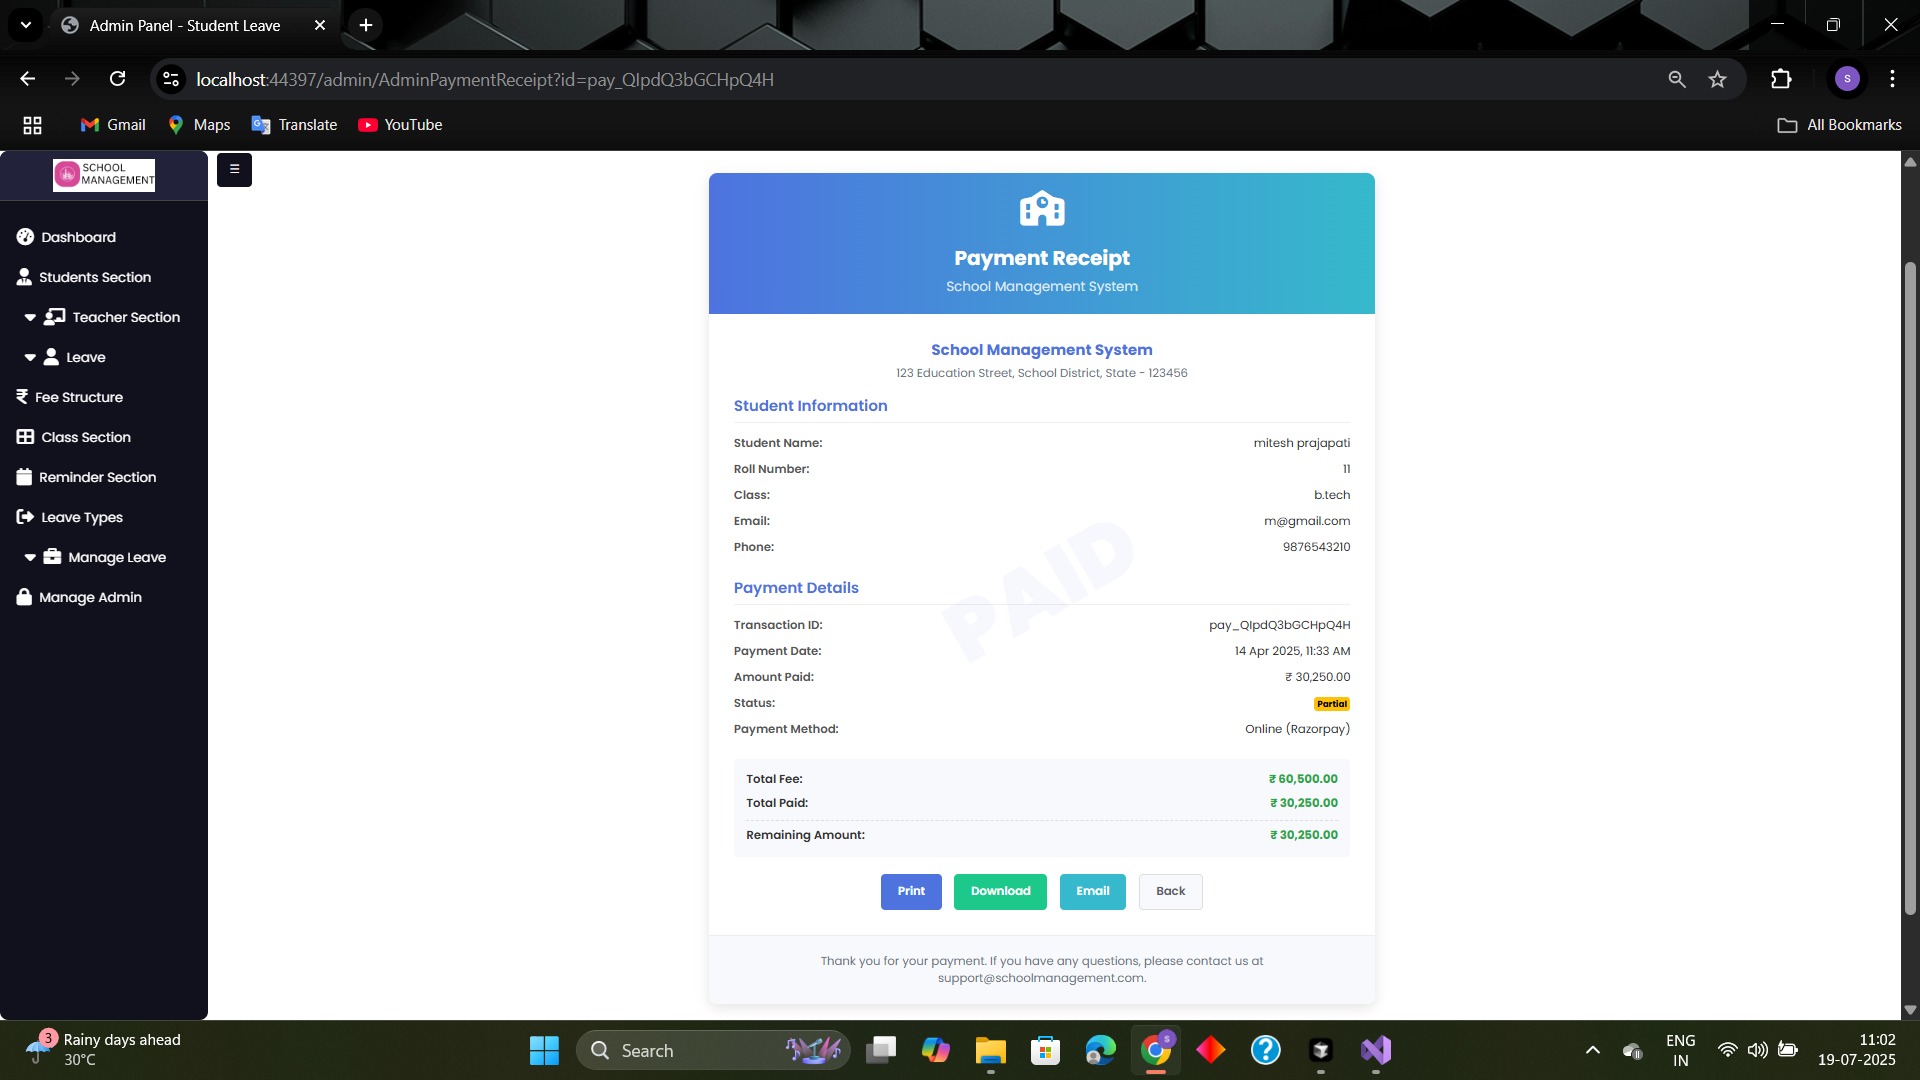 Admin Panel - Student Leave
localhost:44397/admin/AdminPaymentReceipt?id=pay_QIpdQ3bGCHpQ4H
S
Gmail
Maps
Translate
YouTube
All Bookmarks
SCHOOL
MANAGEMENT
Dashboard
Students Section
Teacher Section
Leave
Fee Structure
Class Section
Reminder Section
Leave Types
Manage Leave
Manage Admin
Payment Receipt
School Management System
School Management System
123 Education Street, School District, State - 123456
Student Information
Student Name: mitesh prajapati
Roll Number: 11
Class: b.tech
Email: m@gmail.com
Phone: 9876543210
PAID
Payment Details
Transaction ID: pay_QIpdQ3bGCHpQ4H
Payment Date: 14 Apr 2025, 11:33 AM
Amount Paid: ₹ 30,250.00
Status: Partial
Payment Method: Online (Razorpay)
Total Fee: ₹ 60,500.00
Total Paid: ₹ 30,250.00
Remaining Amount: ₹ 30,250.00
Print Download Email Back
Thank you for your payment. If you have any questions, please contact us at
support@schoolmanagement.com.
3
Rainy days ahead
30°C
Search
S
ENG
IN
11:02
19-07-2025